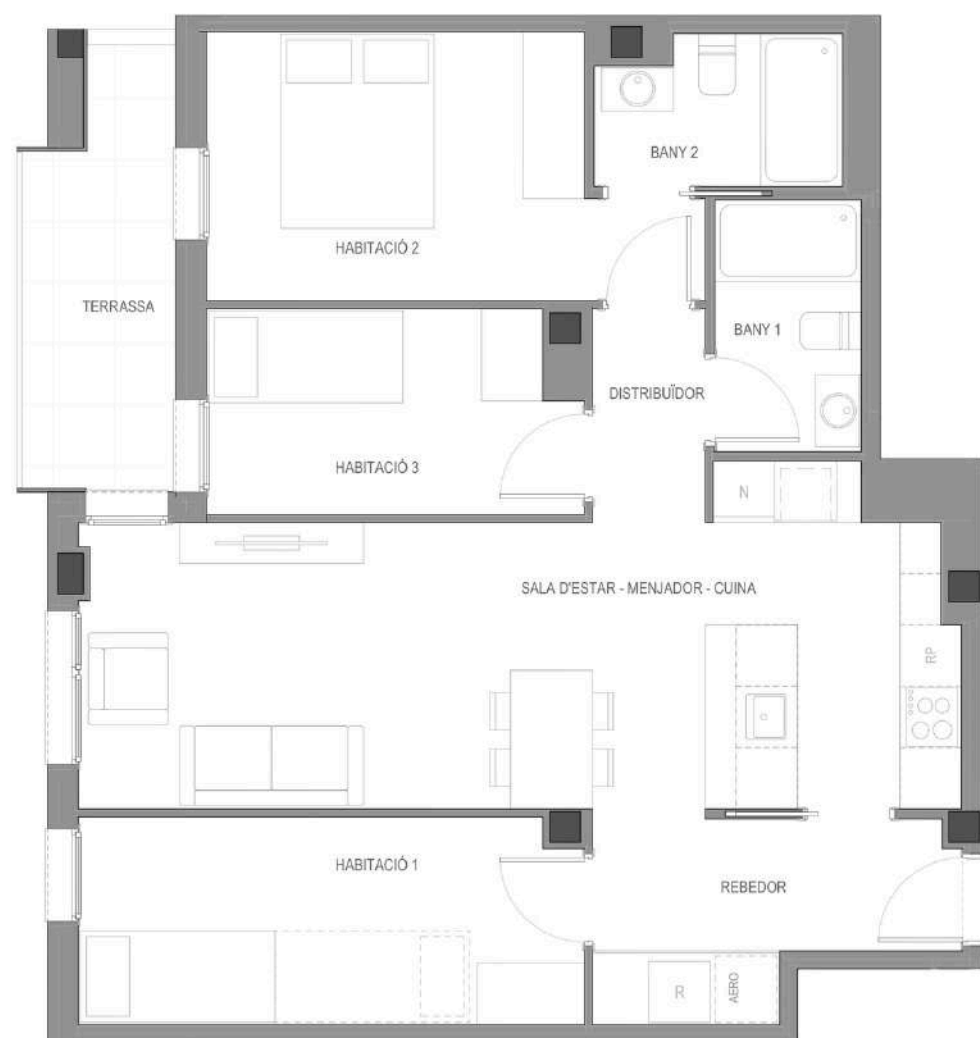 BANY 2
HABITACIÓ 2
TERRASSA
BANY 1
DISTRIBUÏDOR
HABITACIÓ 3
N
SALA D'ESTAR - MENJADOR - CUINA
RP
HABITACIÓ 1
REBEDOR
R
AERO